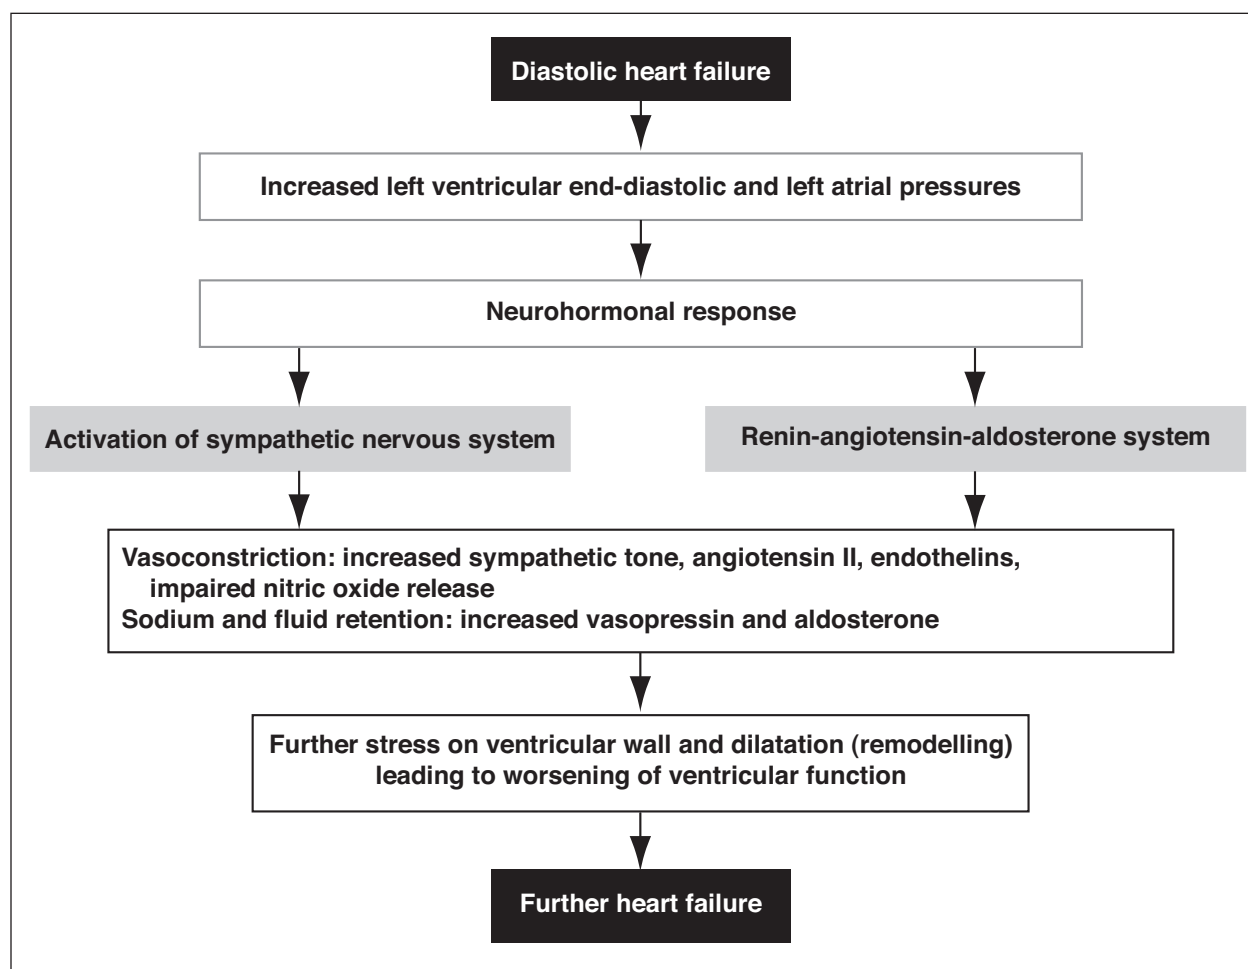 Diastolic heart failure
Increased left ventricular end-diastolic and left atrial pressures
Neurohormonal response
Activation of sympathetic nervous system
Renin-angiotensin-aldosterone system
Vasoconstriction: increased sympathetic tone, angiotensin II, endothelins,
impaired nitric oxide release
Sodium and fluid retention: increased vasopressin and aldosterone
Further stress on ventricular wall and dilatation (remodelling)
leading to worsening of ventricular function
Further heart failure